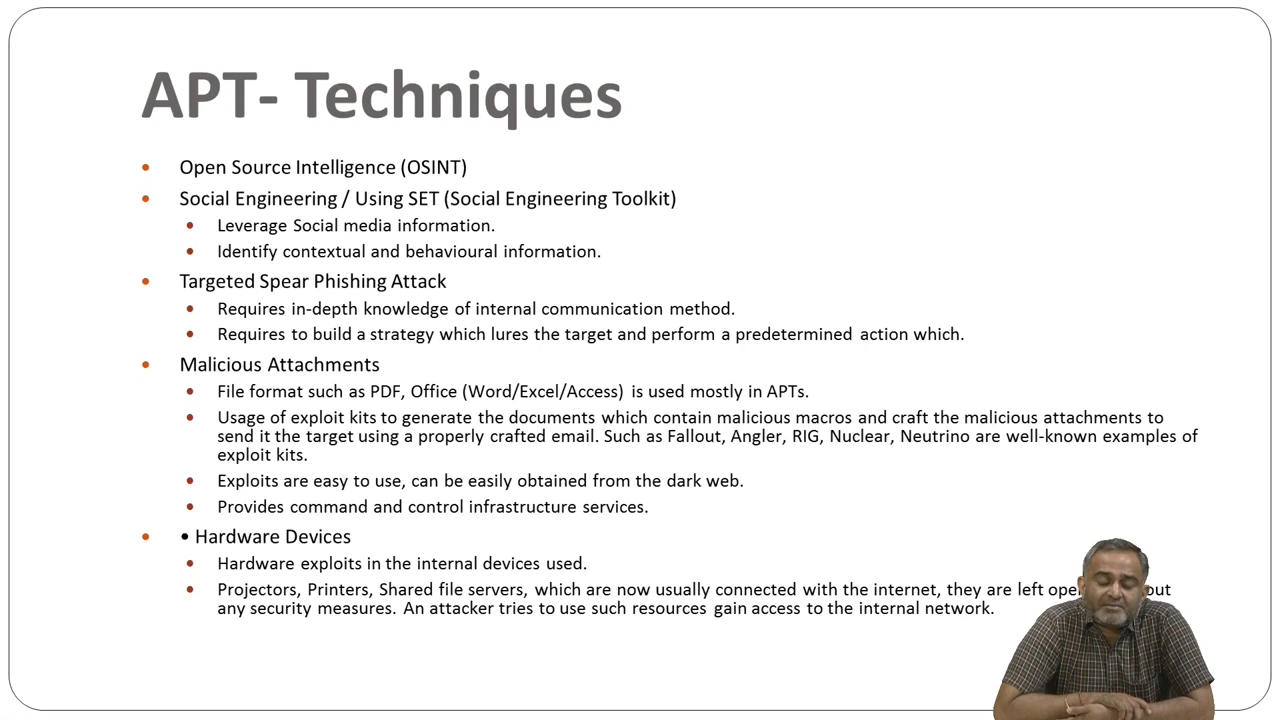 APT- Techniques
• Open Source Intelligence (OSINT)
• Social Engineering / Using SET (Social Engineering Toolkit)
• Leverage Social media information.
• Identify contextual and behavioural information.
• Targeted Spear Phishing Attack
• Requires in-depth knowledge of internal communication method.
• Requires to build a strategy which lures the target and perform a predetermined action which.
• Malicious Attachments
• File format such as PDF, Office (Word/Excel/Access) is used mostly in APTs.
• Usage of exploit kits to generate the documents which contain malicious macros and craft the malicious attachments to
send it the target using a properly crafted email. Such as Fallout, Angler, RIG, Nuclear, Neutrino are well-known examples of
exploit kits.
• Exploits are easy to use, can be easily obtained from the dark web.
• Provides command and control infrastructure services.
• • Hardware Devices
• Hardware exploits in the internal devices used.
• Projectors, Printers, Shared file servers, which are now usually connected with the internet, they are left
any security measures. An attacker tries to use such resources gain access to the internal network.